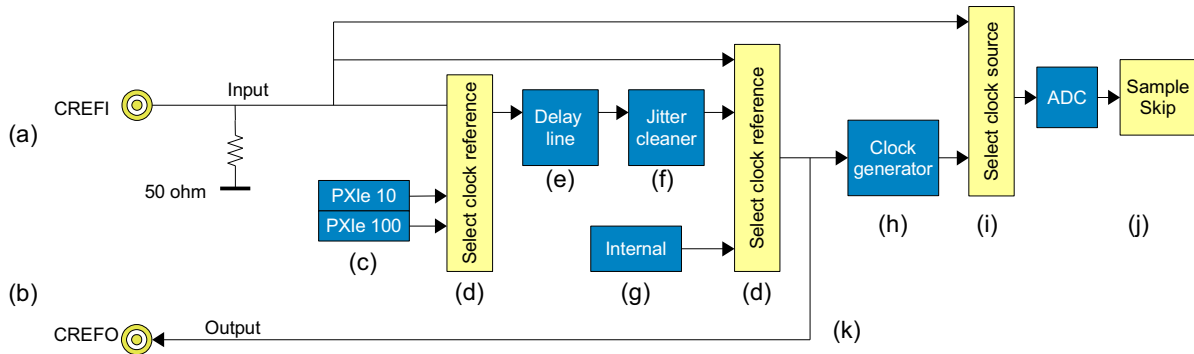 CREFI
Input
(a)
50 ohm
PXIe 10
PXIe 100
(c)
Select clock reference
(d)
Delay
line
(e)
Jitter
cleaner
(f)
Internal
(g)
Select clock reference
(d)
Clock
generator
(h)
Select clock source
(i)
ADC
Sample
Skip
(j)
(b)
CREFO
Output
(k)